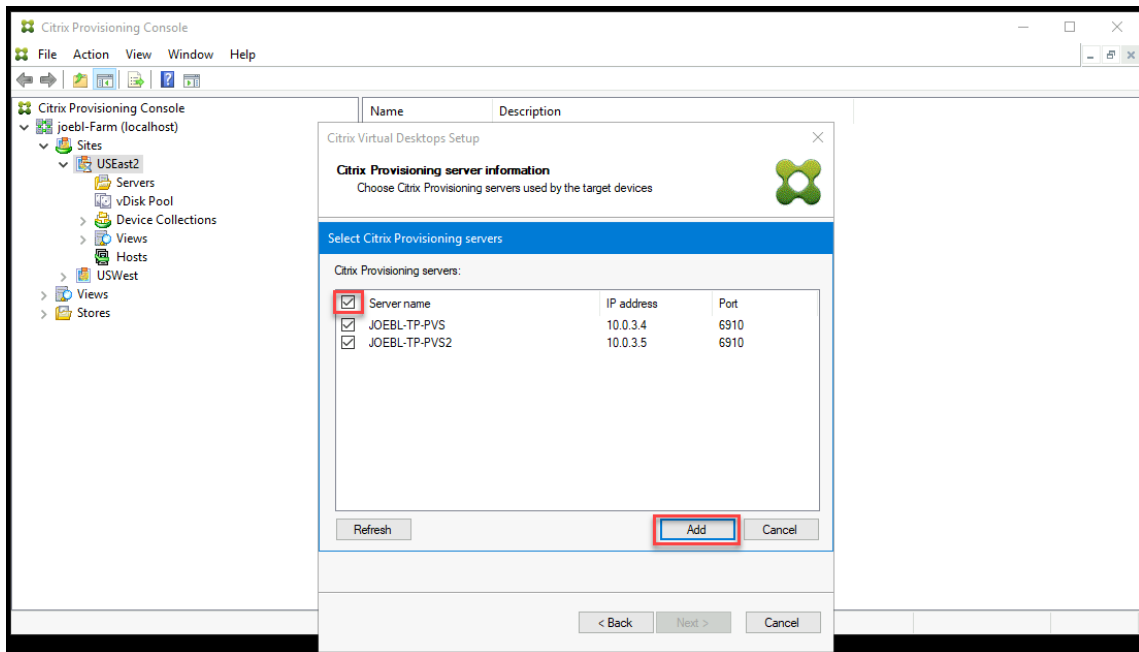 Citrix Provisioning Console
File Action View Window Help
Citrix Provisioning Console
joebl-Farm (localhost)
Sites
USEast2
Servers
vDisk Pool
Device Collections
Views
Hosts
USWest
Views
Stores
Name Description
Citrix Virtual Desktops Setup
Citrix Provisioning server information
Choose Citrix Provisioning servers used by the target devices
Select Citrix Provisioning servers
Citrix Provisioning servers:
Server name IP address Port
JOEBL-TP-PVS 10.0.3.4 6910
JOEBL-TP-PVS2 10.0.3.5 6910
Refresh Add Cancel
< Back Next > Cancel